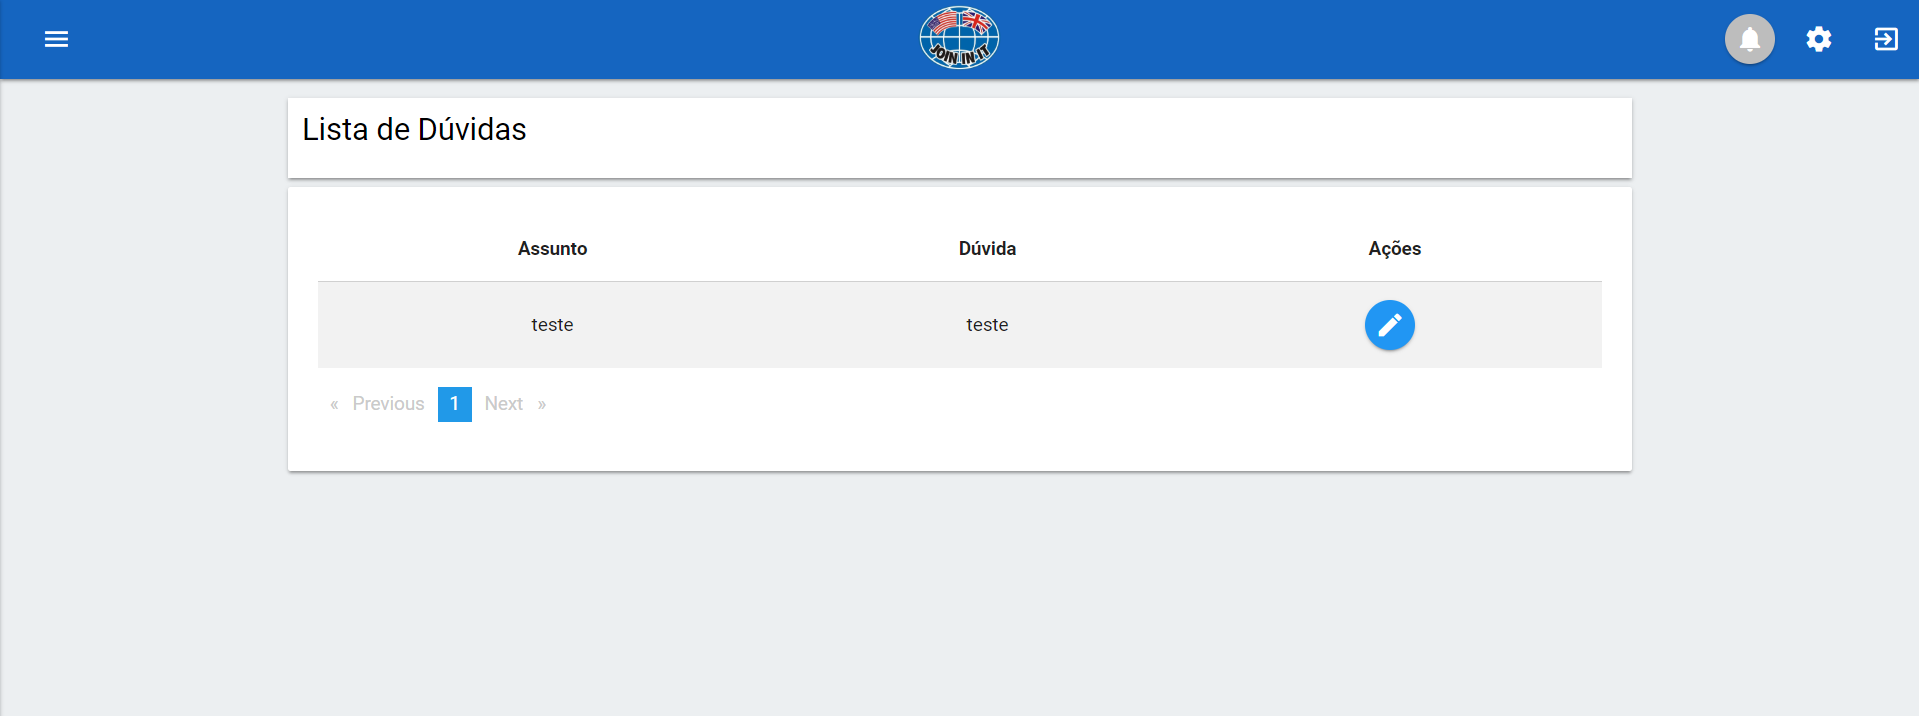 JOIN IN IT
Lista de Dúvidas
Assunto Dúvida Ações
teste teste
« Previous 1 Next »